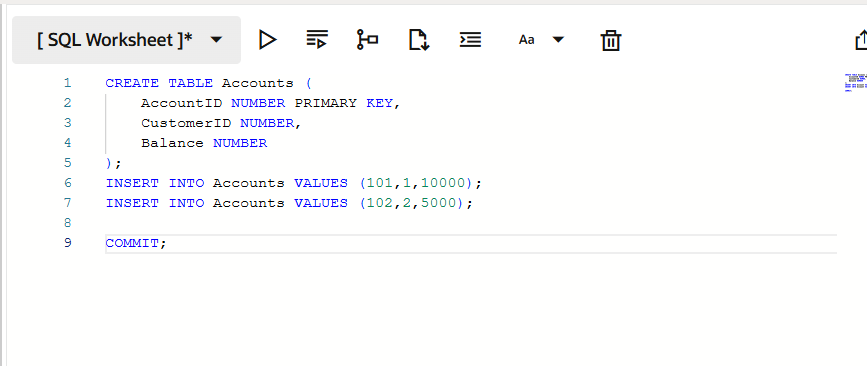 [ SQL Worksheet ]* Aa
1 CREATE TABLE Accounts (
2 AccountID NUMBER PRIMARY KEY,
3 CustomerID NUMBER,
4 Balance NUMBER
5 );
6 INSERT INTO Accounts VALUES (101,1,10000);
7 INSERT INTO Accounts VALUES (102,2,5000);
8
9 COMMIT;